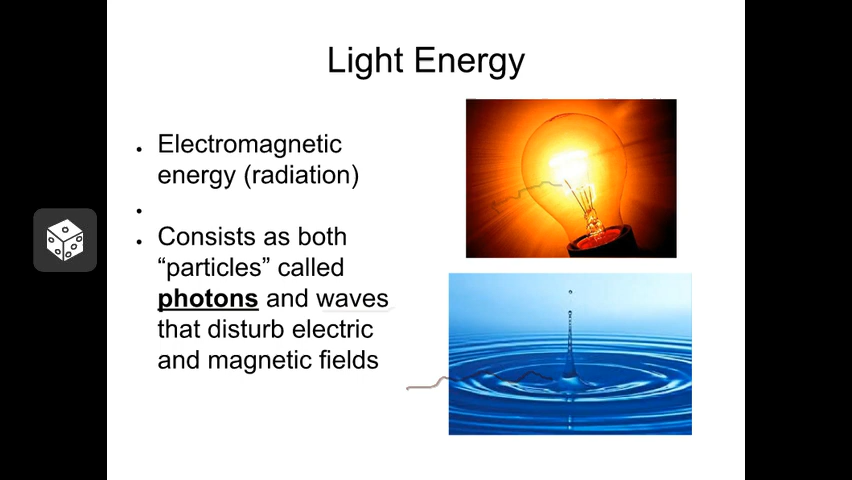 Light Energy
Electromagnetic
energy (radiation)
Consists as both
“particles” called
photons and waves
that disturb electric
and magnetic fields